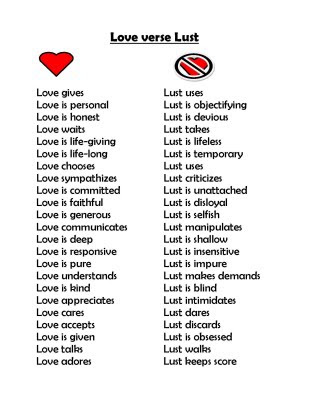 Love verse Lust
Love gives
Love is personal
Love is honest
Love waits
Love is life-giving
Love is life-long
Love chooses
Love sympathizes
Love is committed
Love is faithful
Love is generous
Love communicates
Love is deep
Love is responsive
Love is pure
Love understands
Love is kind
Love appreciates
Love cares
Love accepts
Love is given
Love talks
Love adores
Lust uses
Lust is objectifying
Lust is devious
Lust takes
Lust is lifeless
Lust is temporary
Lust uses
Lust criticizes
Lust is unattached
Lust is disloyal
Lust is selfish
Lust manipulates
Lust is shallow
Lust is insensitive
Lust is impure
Lust makes demands
Lust is blind
Lust intimidates
Lust dares
Lust discards
Lust is obsessed
Lust walks
Lust keeps score